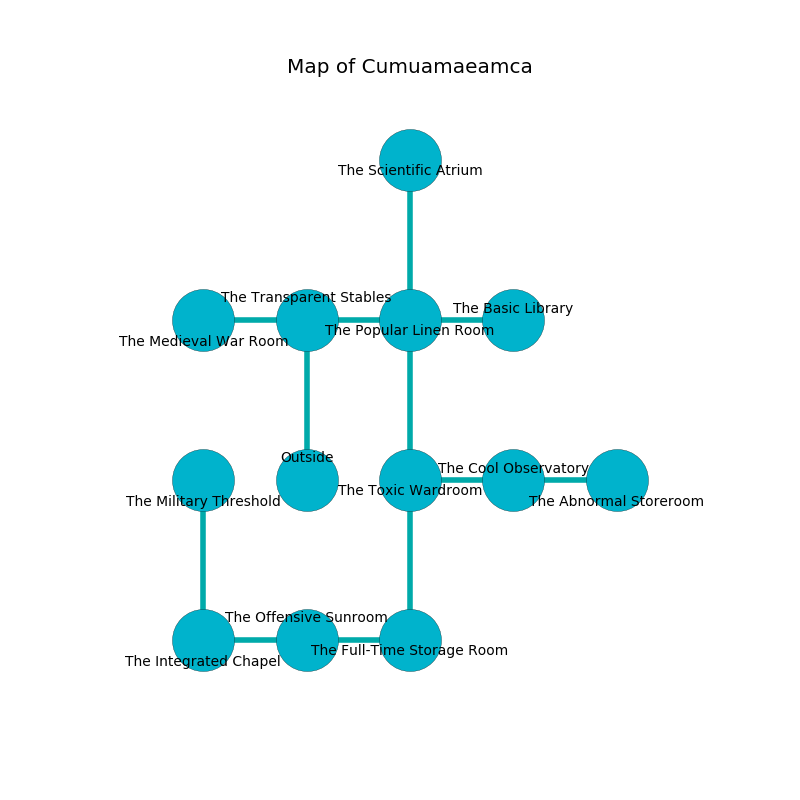 Map of Cumuamaeamca
The Scientific Atrium
The Transparent Stables
The Basic Library
The Popular Linen Room
The Medieval War Room
Outside
The Cool Observatory
The Toxic Wardroom
The Military Threshold
The Abnormal Storeroom
The Offensive Sunroom
The Full-Time Storage Room
The Integrated Chapel